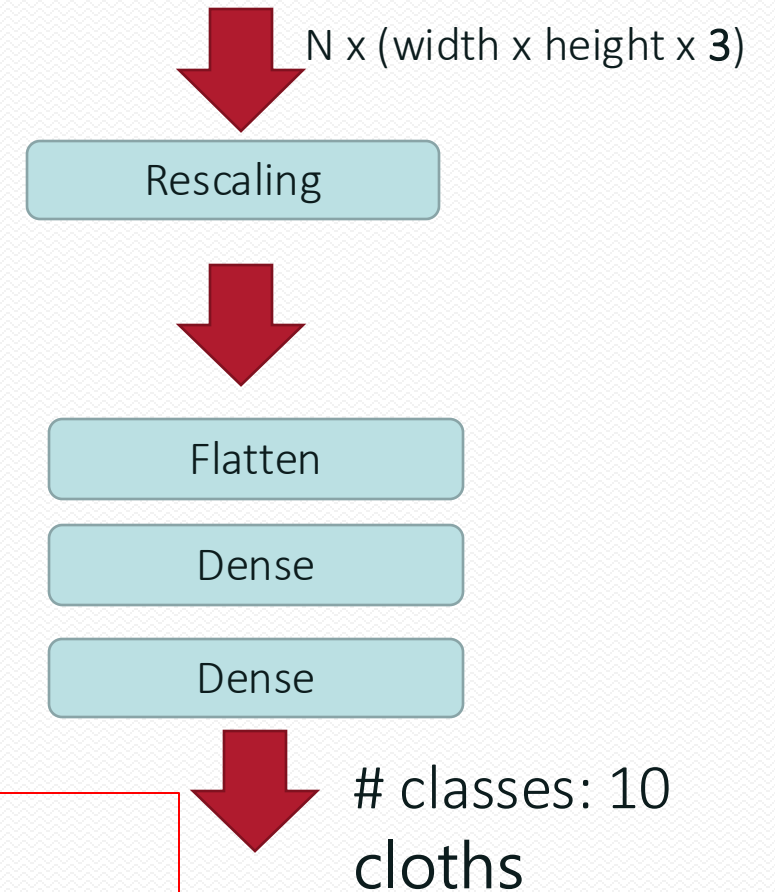 N x (width x height x 3)
Rescaling
Flatten
Dense
Dense
# classes: 10
cloths